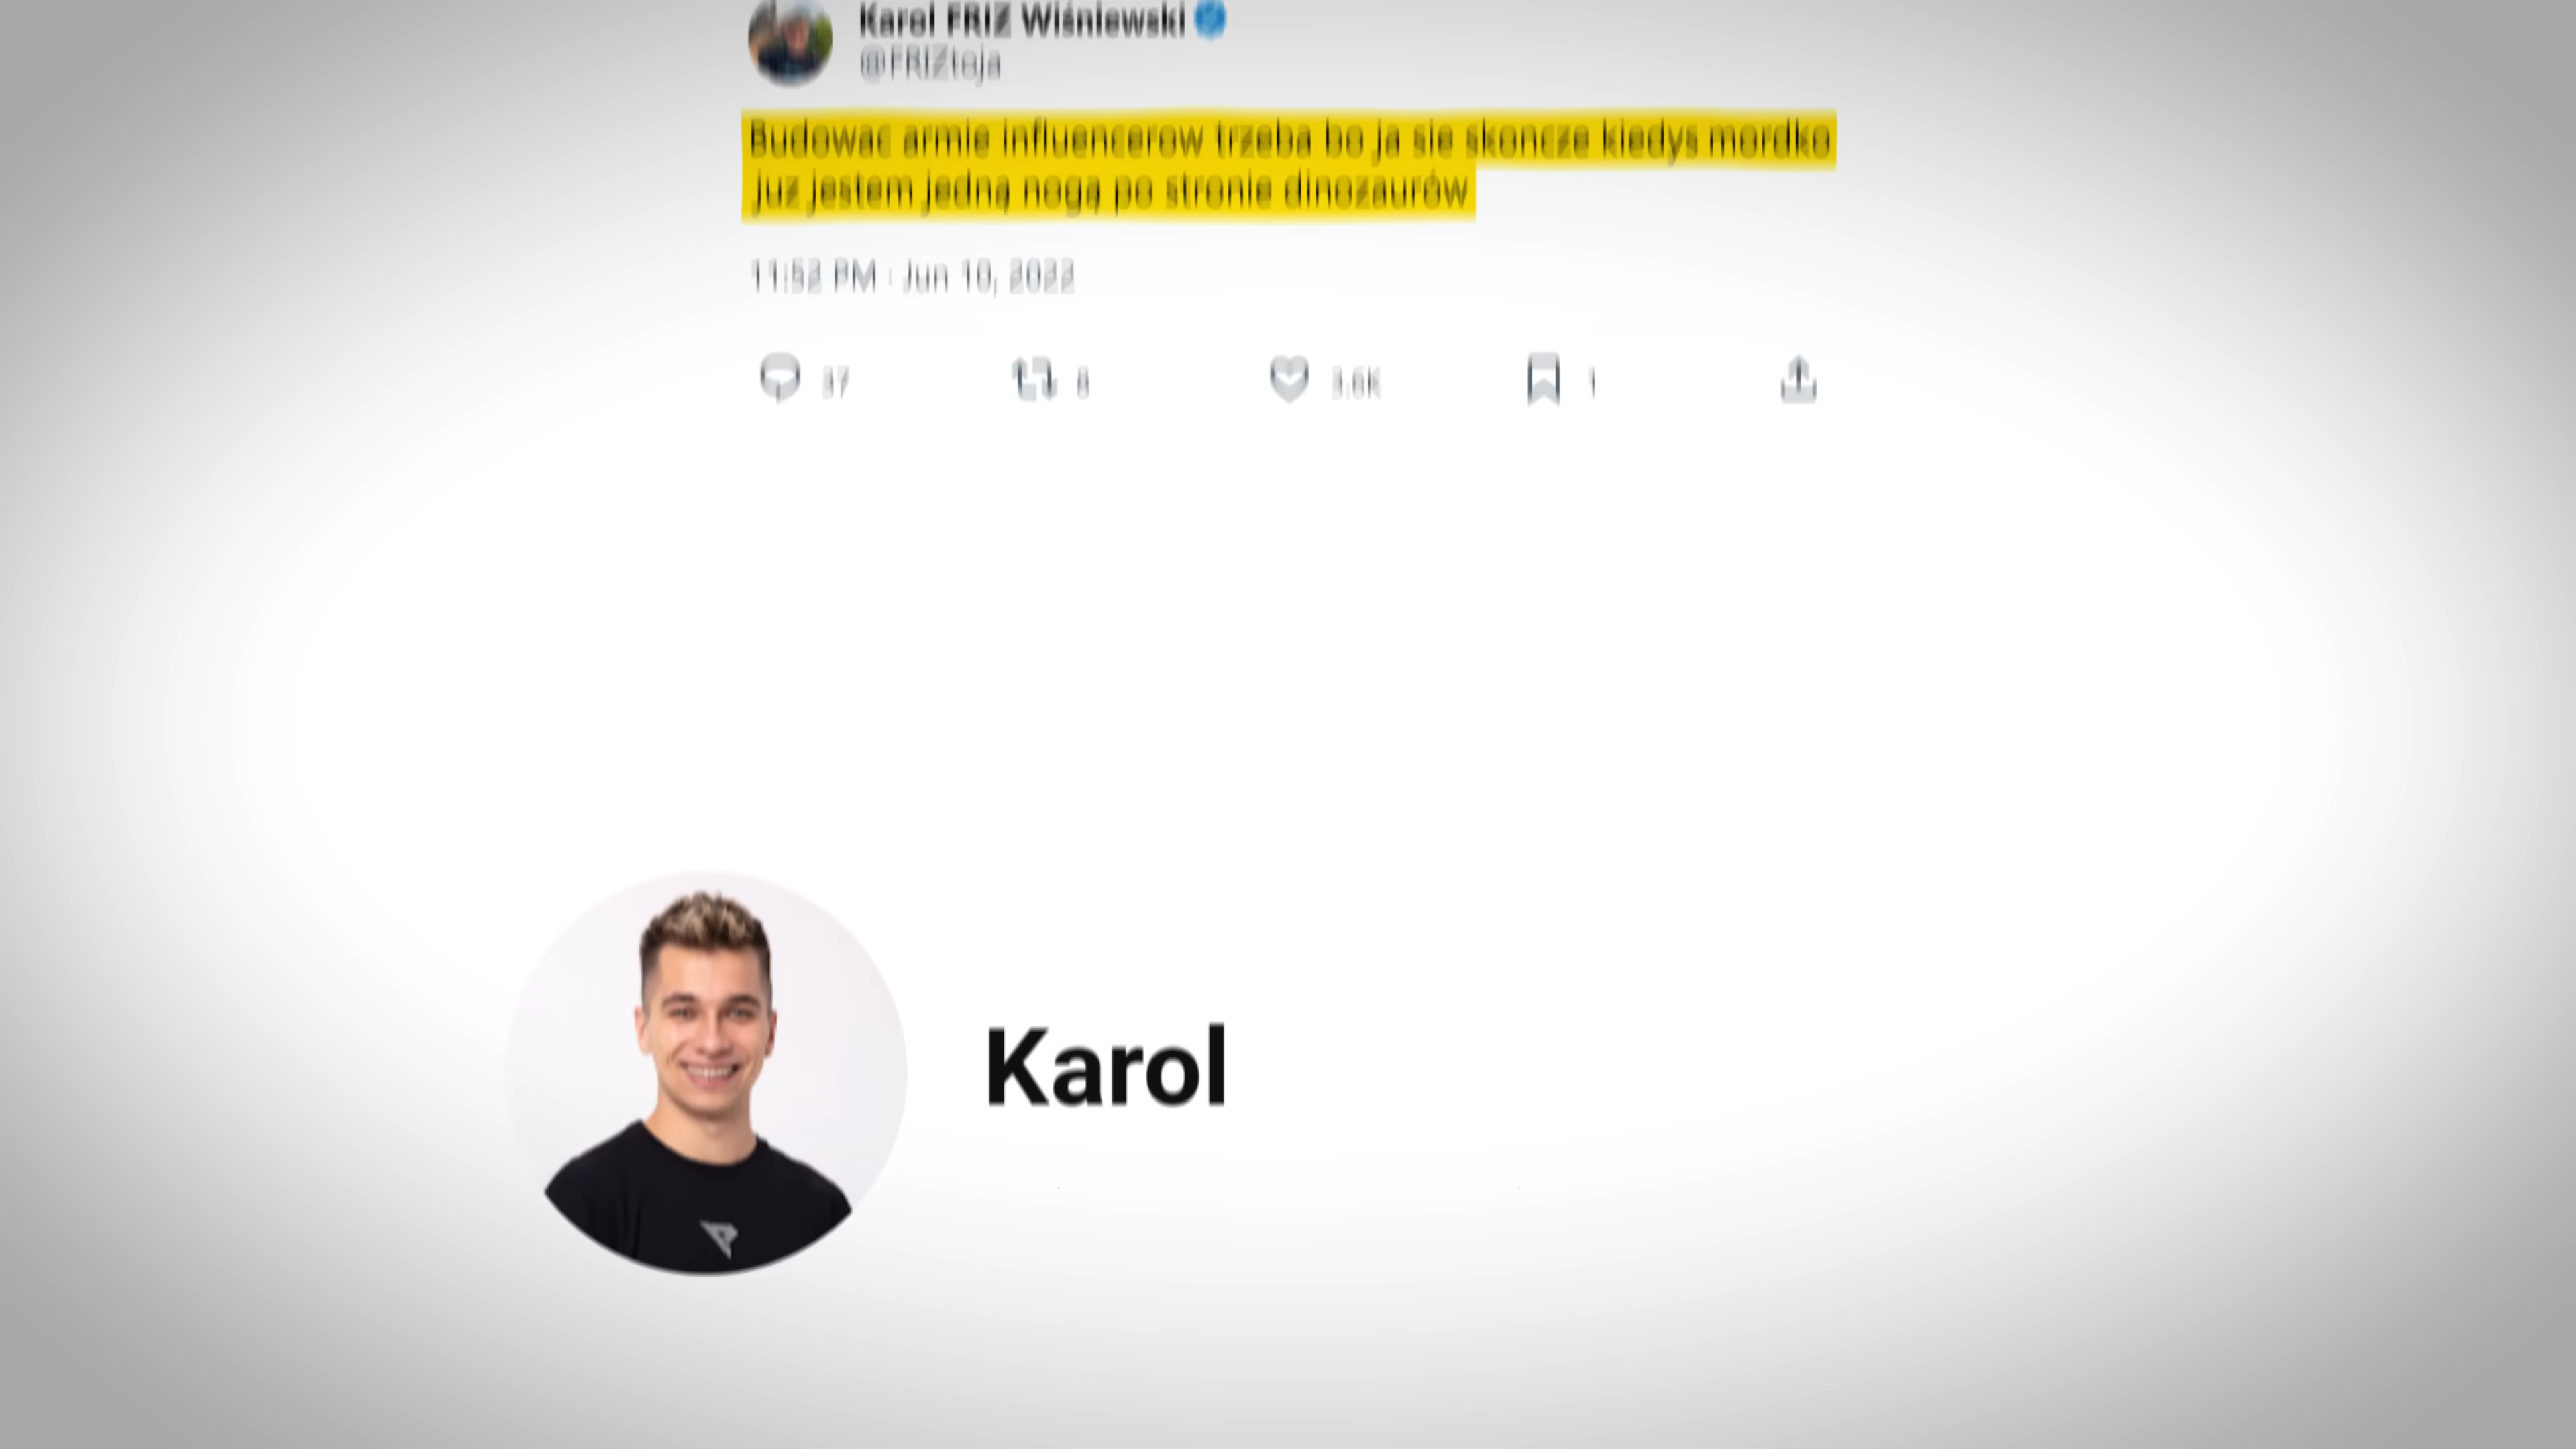 Karol FRIZ Wiśniewski
@FRIZtoja
Budowac armie influencerow trzeba bo ja sie skoncze kiedys mordko
juz jestem jedną nogą po stronie dinozaurów
11:52 PM · Jun 10, 2022
37 8 3.6K 1
Karol